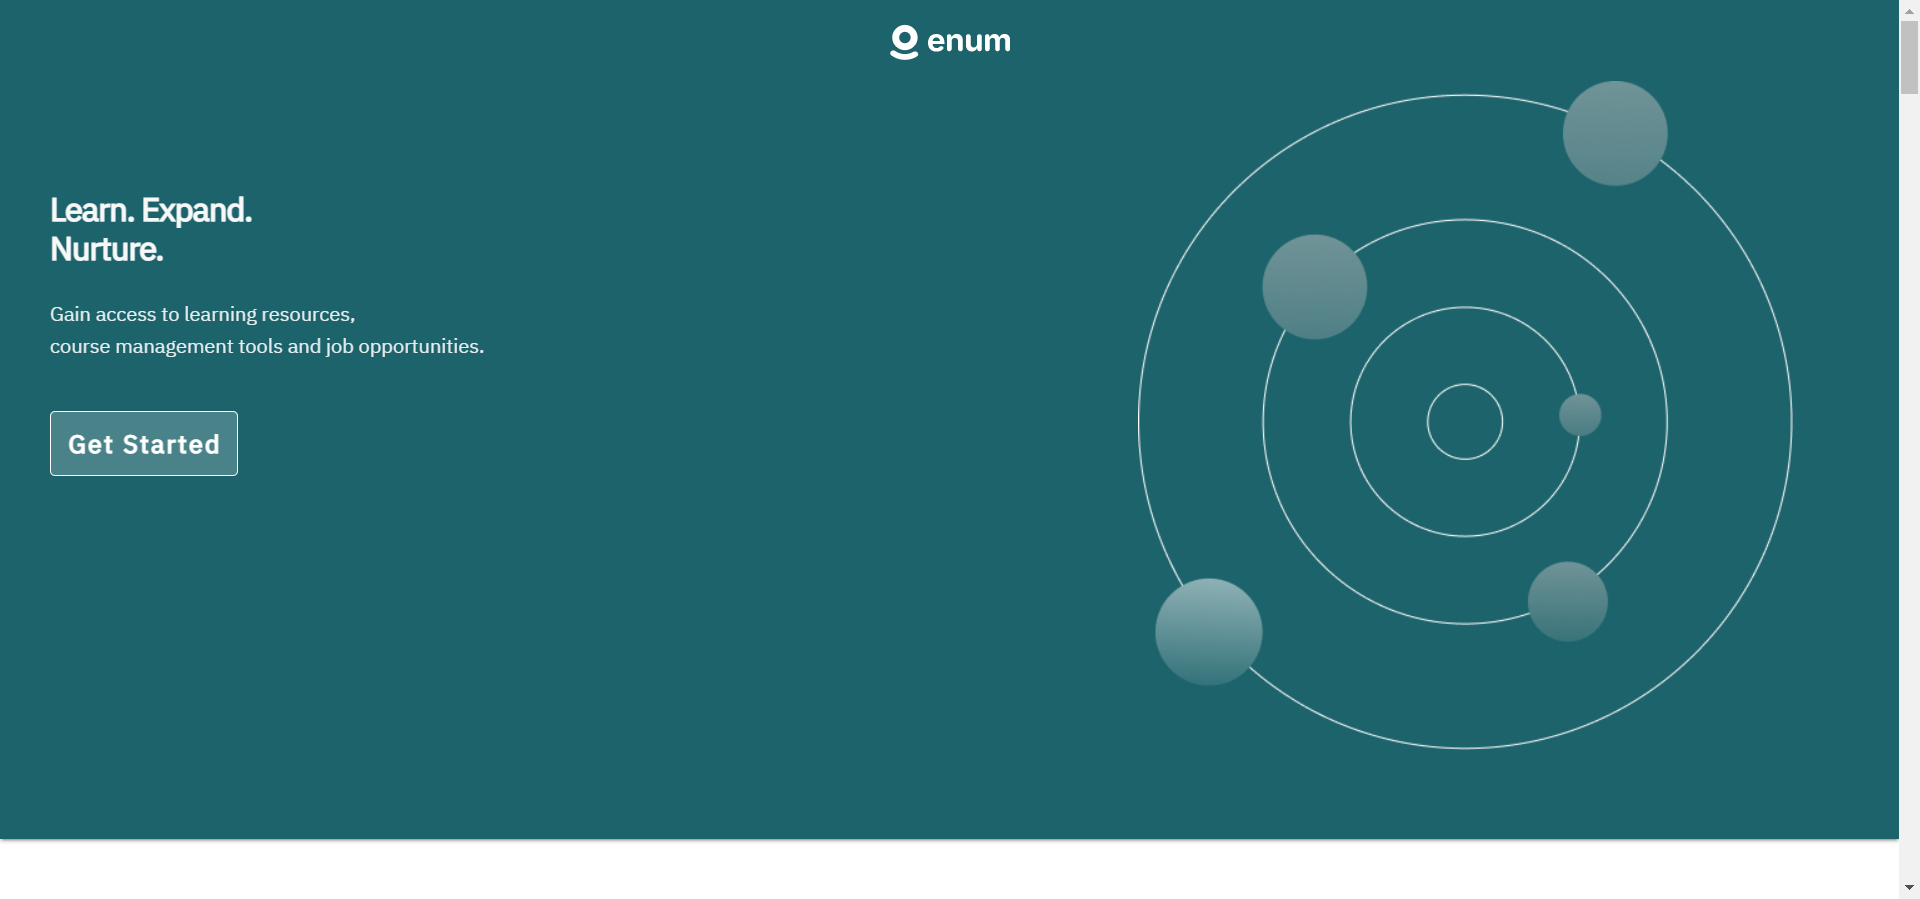 enum
Learn. Expand.
Nurture.
Gain access to learning resources,
course management tools and job opportunities.
Get Started